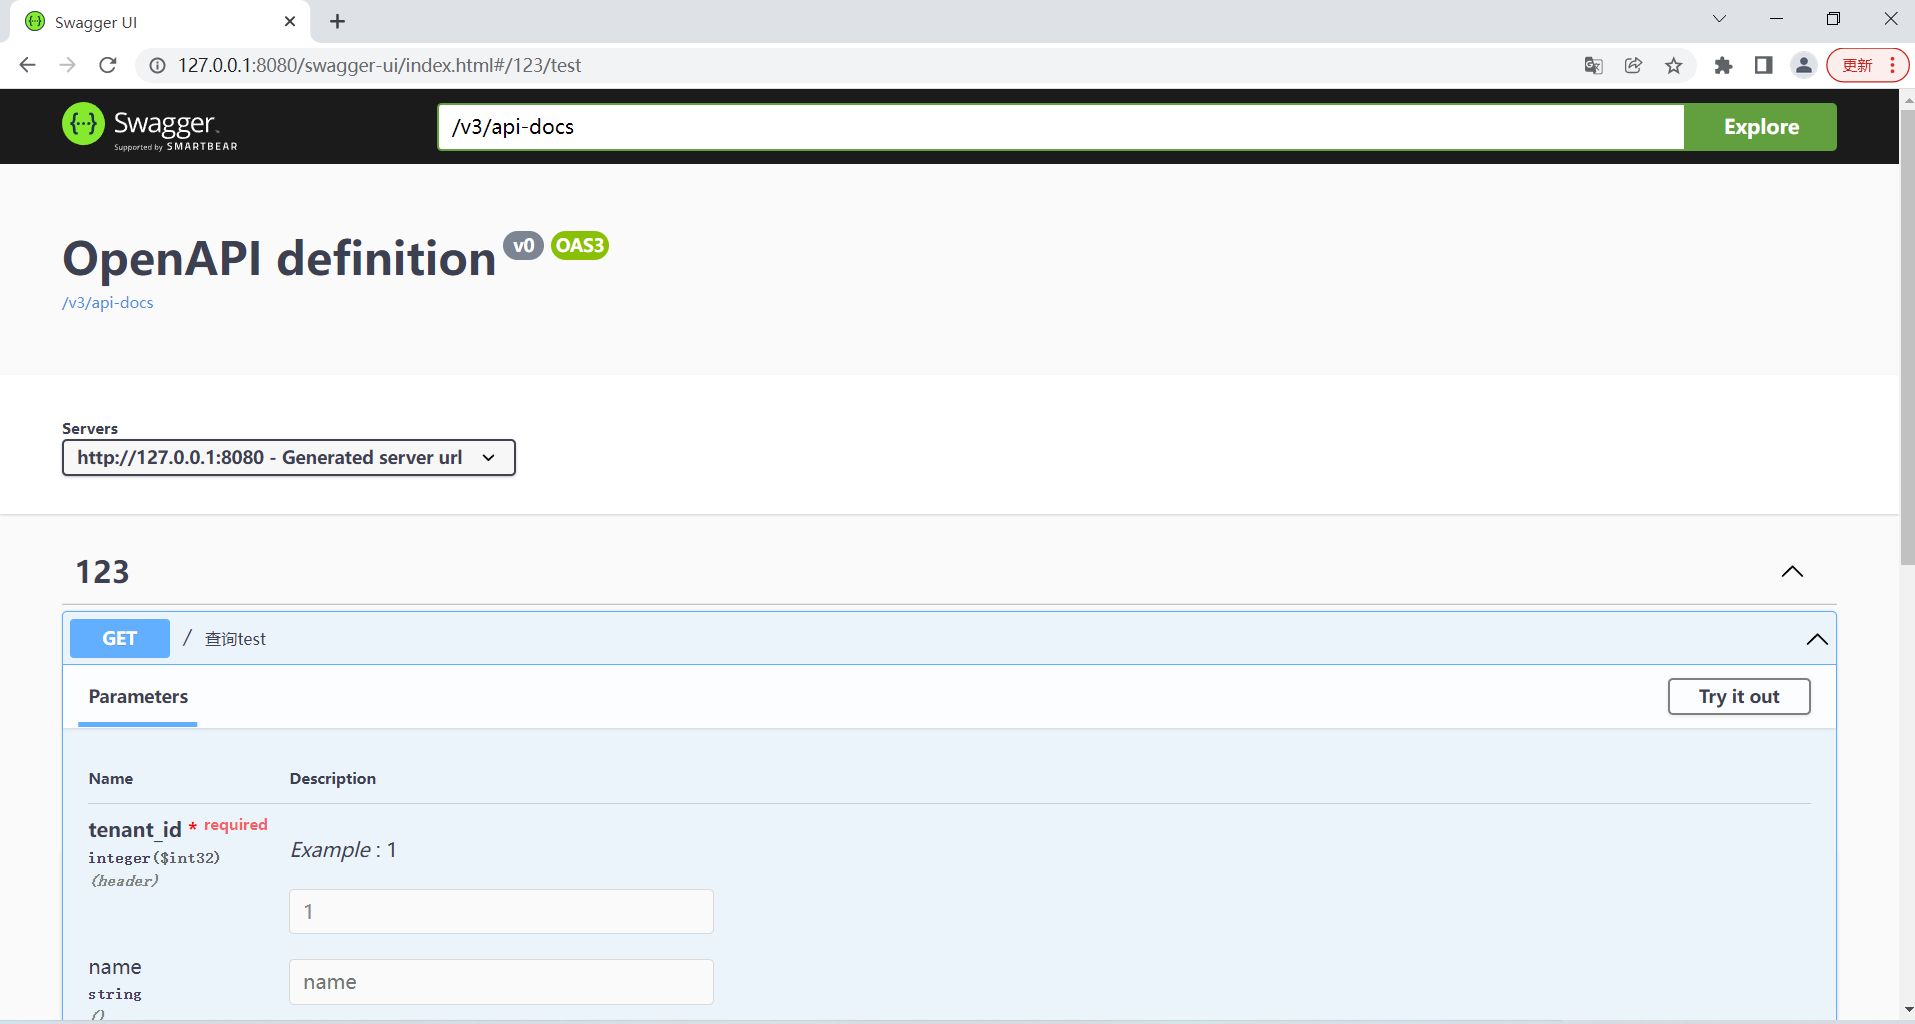 Swagger UI
127.0.0.1:8080/swagger-ui/index.html#/123/test
更新
Swagger
Supported by SMARTBEAR
/v3/api-docs
Explore
OpenAPI definition v0 OAS3
/v3/api-docs
Servers
http://127.0.0.1:8080 - Generated server url
123
GET / 查询test
Parameters
Try it out
Name Description
tenant_id * required
integer($int32)
(header)
Example : 1
1
name
string
()
name